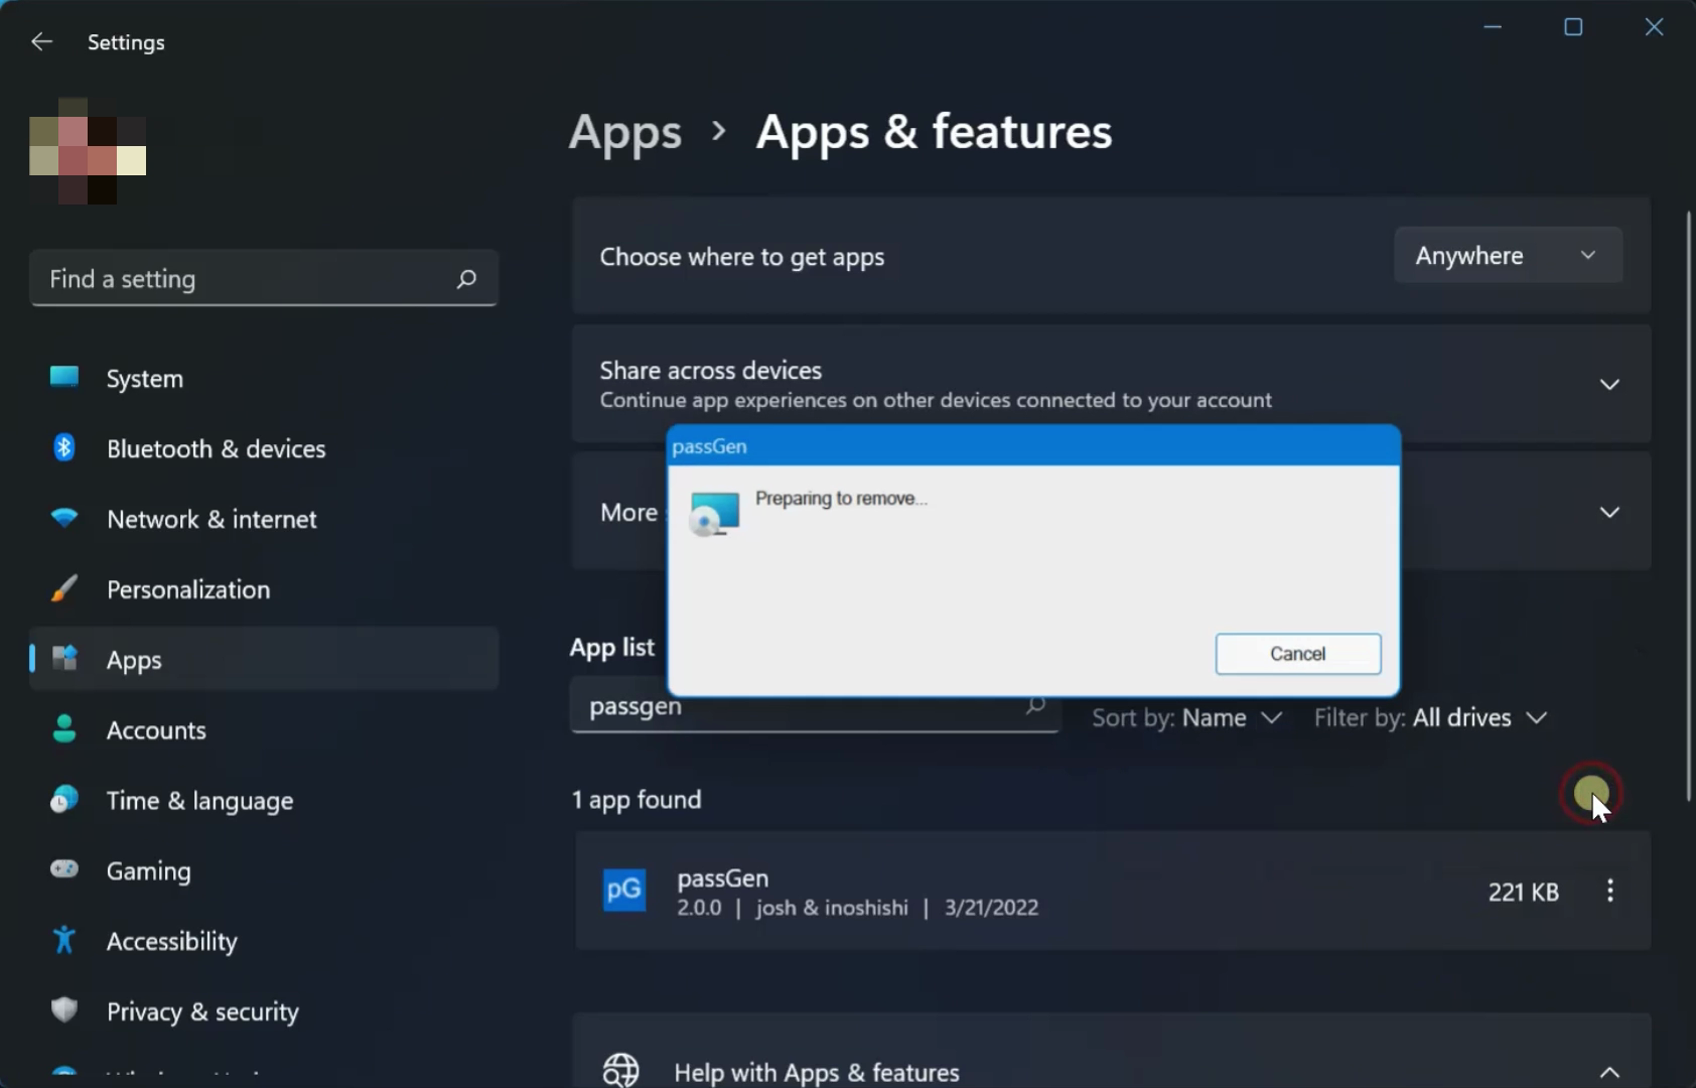 Settings
Apps > Apps & features
Choose where to get apps
Anywhere
Find a setting
Share across devices
Continue app experiences on other devices connected to your account
System
passGen
Bluetooth & devices
Preparing to remove...
More
Network & internet
Personalization
Cancel
App list
Apps
passgen
Sort by: Name
Filter by: All drives
Accounts
1 app found
Time & language
Gaming
pG
passGen
2.0.0 | josh & inoshishi | 3/21/2022
221 KB
Accessibility
Privacy & security
Help with Apps & features